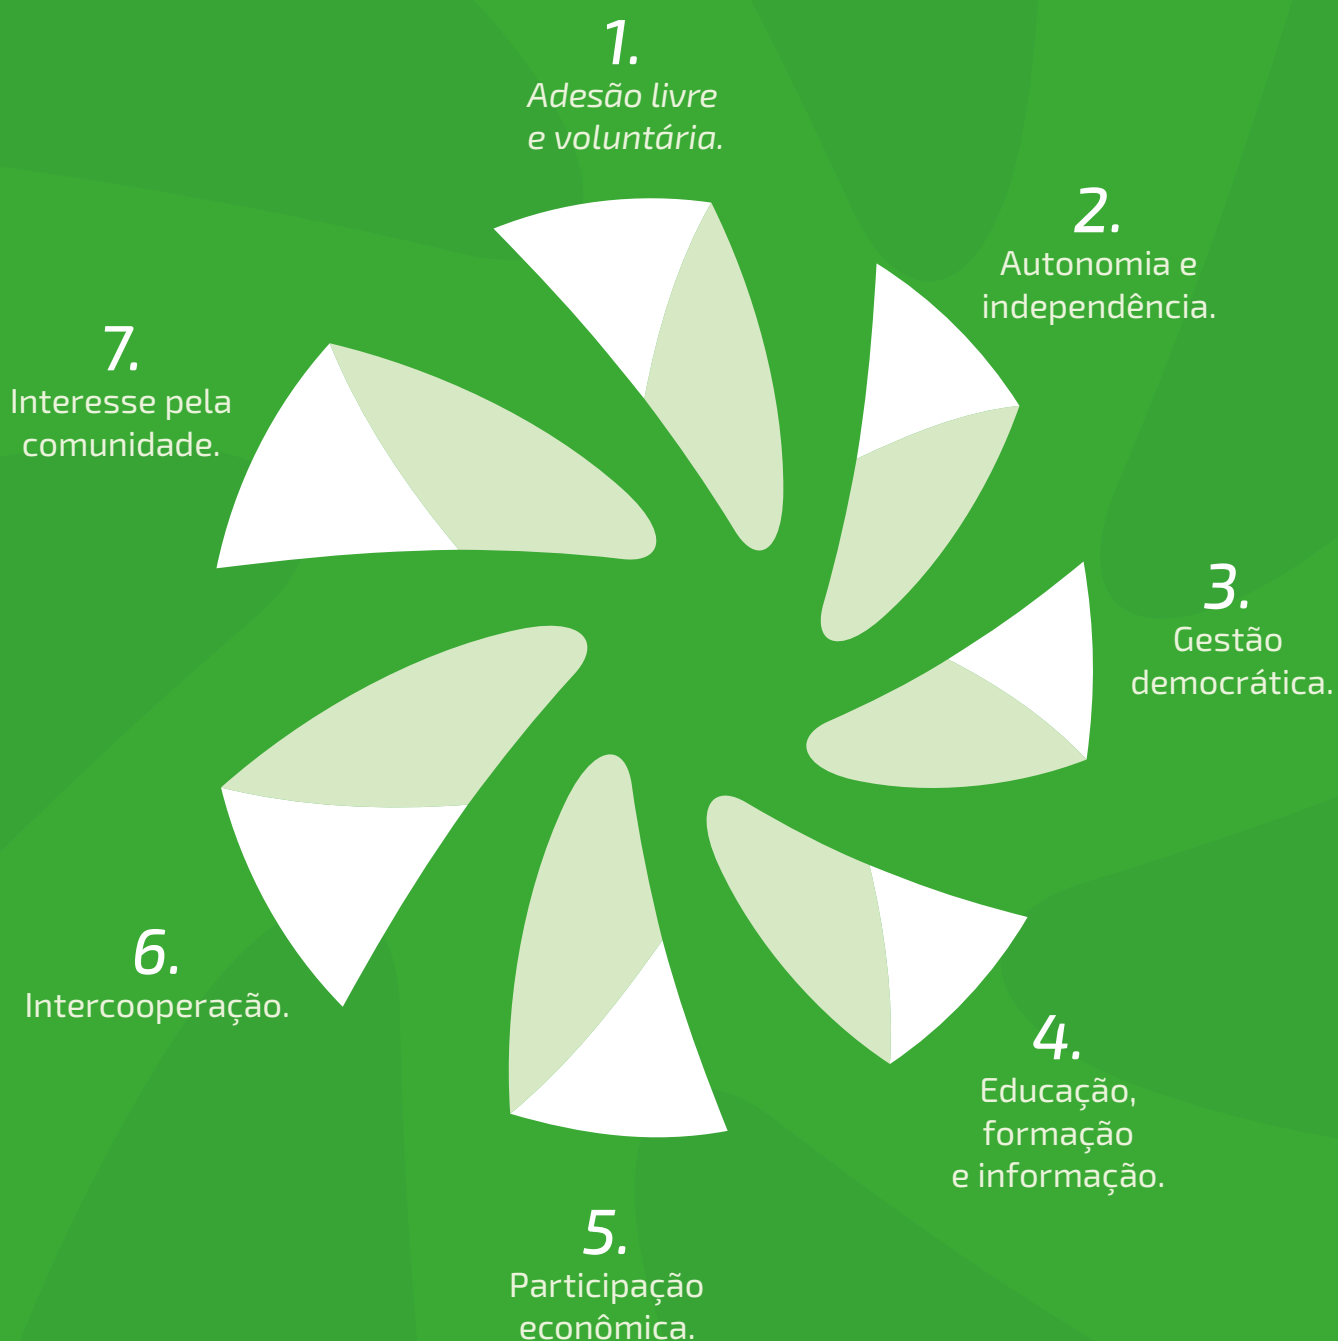 1.
Adesão livre
e voluntária.
2.
Autonomia e
independência.
3.
Gestão
democrática.
4.
Educação,
formação
e informação.
5.
Participação
econômica.
6.
Intercooperação.
7.
Interesse pela
comunidade.